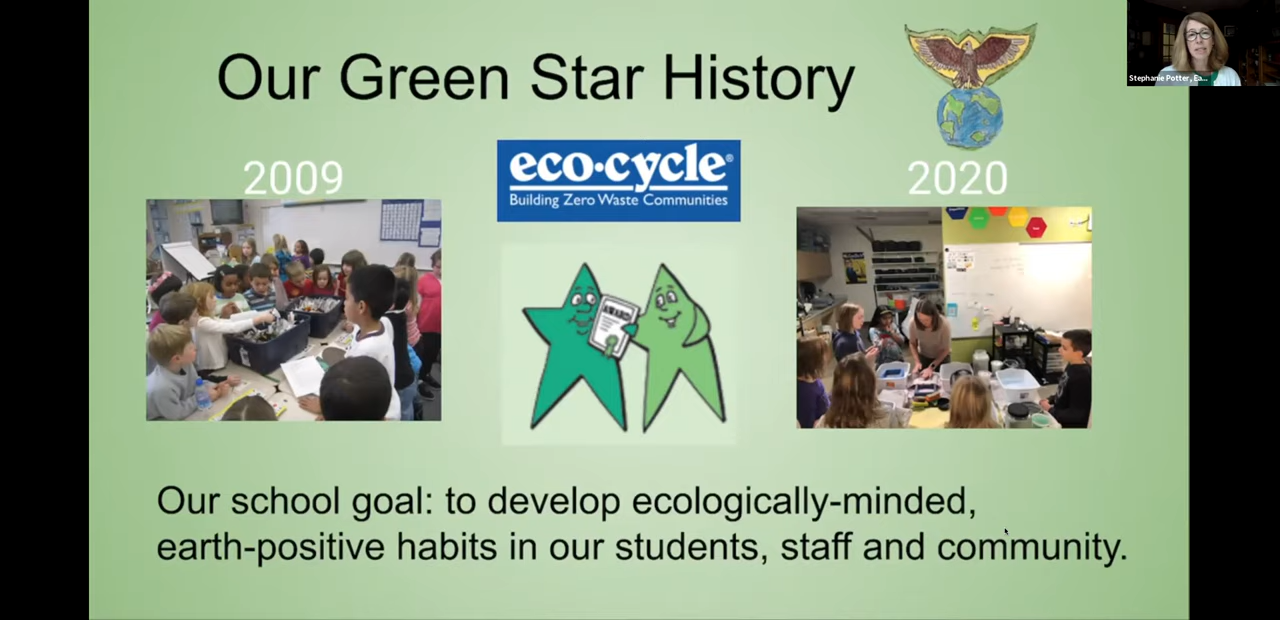 Our Green Star History
Stephanie Potter, Ea...
2009
eco·cycle®
Building Zero Waste Communities
2020
AWARD
Our school goal: to develop ecologically-minded,
earth-positive habits in our students, staff and community.